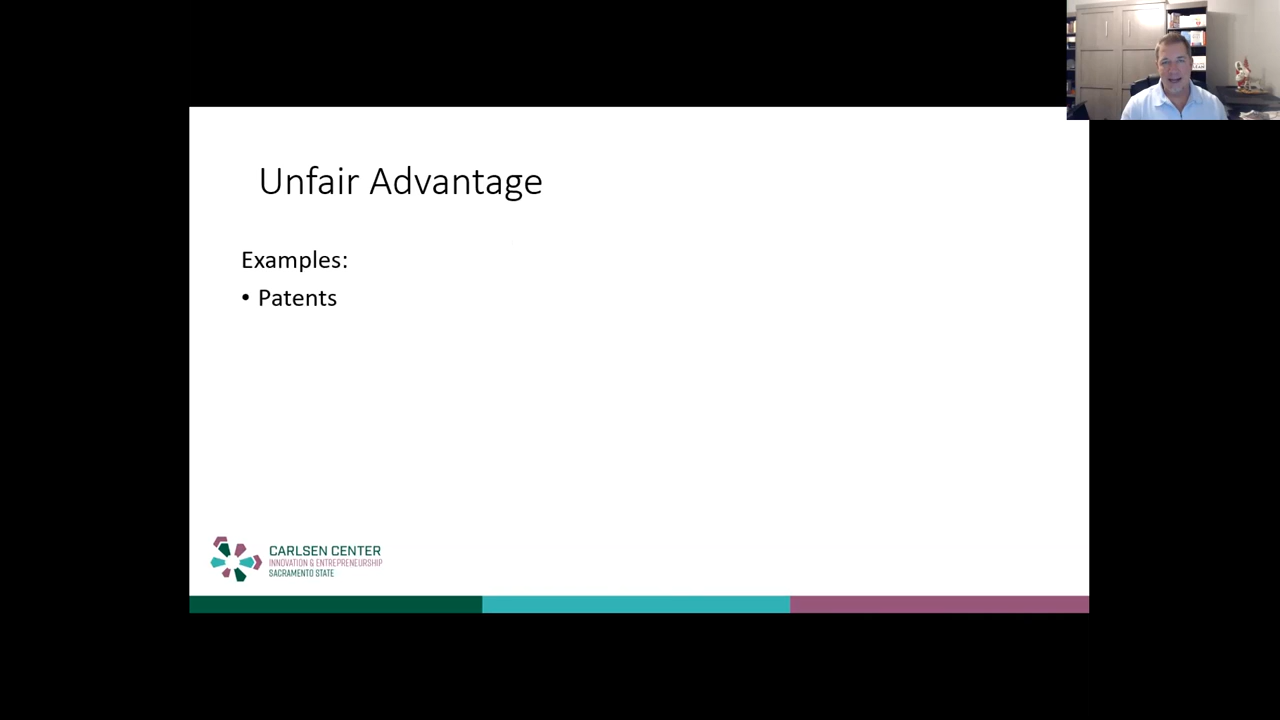 Unfair Advantage
Examples:
• Patents
CARLSEN CENTER
INNOVATION & ENTREPRENEURSHIP
SACRAMENTO STATE